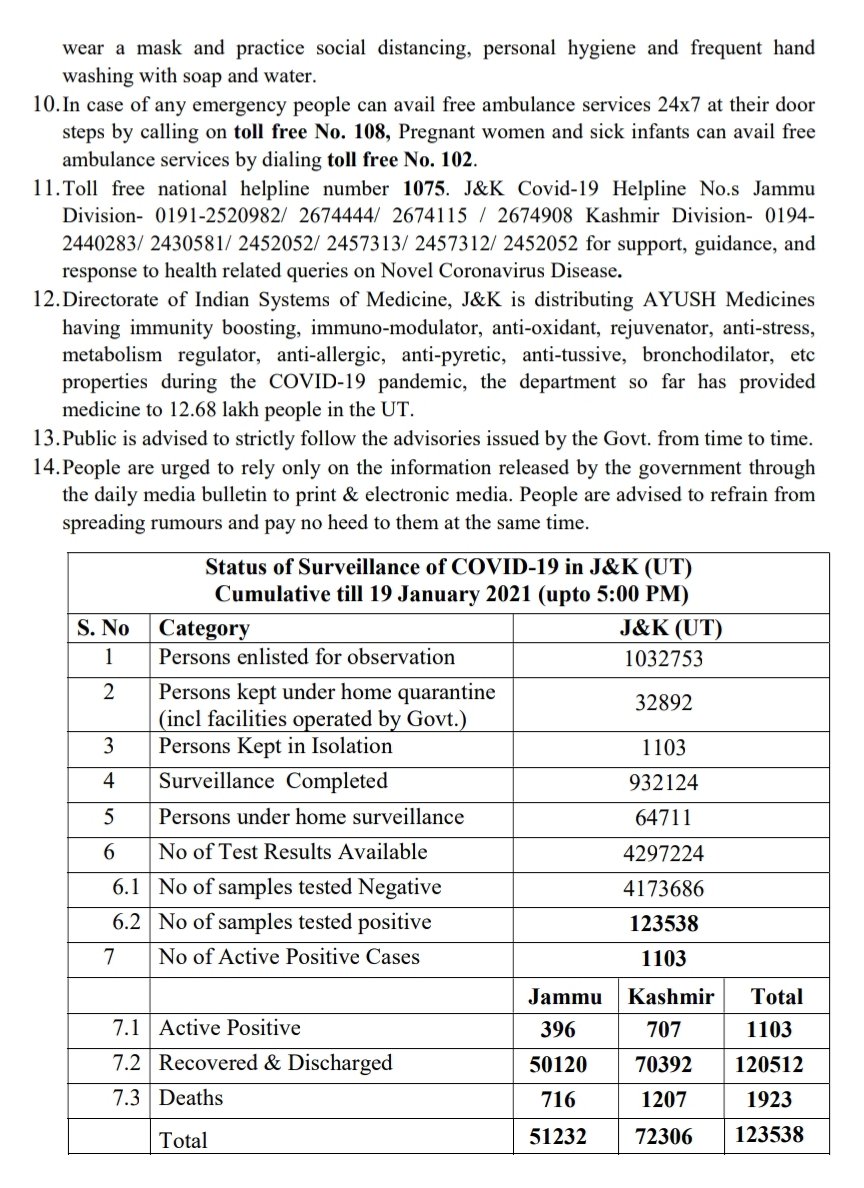 wear a mask and practice social distancing, personal hygiene and frequent hand
washing with soap and water.
10.In case of any emergency people can avail free ambulance services 24x7 at their door
steps by calling on toll free No. 108, Pregnant women and sick infants can avail free
ambulance services by dialing toll free No. 102.
11.Toll free national helpline number 1075. J&K Covid-19 Helpline No.s Jammu
Division- 0191-2520982/ 2674444/ 2674115 / 2674908 Kashmir Division- 0194-
2440283/ 2430581/ 2452052/ 2457313/ 2457312/ 2452052 for support, guidance, and
response to health related queries on Novel Coronavirus Disease.
12.Directorate of Indian Systems of Medicine, J&K is distributing AYUSH Medicines
having immunity boosting, immuno-modulator, anti-oxidant, rejuvenator, anti-stress,
metabolism regulator, anti-allergic, anti-pyretic, anti-tussive, bronchodilator, etc
properties during the COVID-19 pandemic, the department so far has provided
medicine to 12.68 lakh people in the UT.
13.Public is advised to strictly follow the advisories issued by the Govt. from time to time.
14.People are urged to rely only on the information released by the government through
the daily media bulletin to print & electronic media. People are advised to refrain from
spreading rumours and pay no heed to them at the same time.
Status of Surveillance of COVID-19 in J&K (UT)
Cumulative till 19 January 2021 (upto 5:00 PM)
S. No Category J&K (UT)
1 Persons enlisted for observation 1032753
2 Persons kept under home quarantine
(incl facilities operated by Govt.) 32892
3 Persons Kept in Isolation 1103
4 Surveillance Completed 932124
5 Persons under home surveillance 64711
6 No of Test Results Available 4297224
6.1 No of samples tested Negative 4173686
6.2 No of samples tested positive 123538
7 No of Active Positive Cases 1103
Jammu Kashmir Total
7.1 Active Positive 396 707 1103
7.2 Recovered & Discharged 50120 70392 120512
7.3 Deaths 716 1207 1923
Total 51232 72306 123538